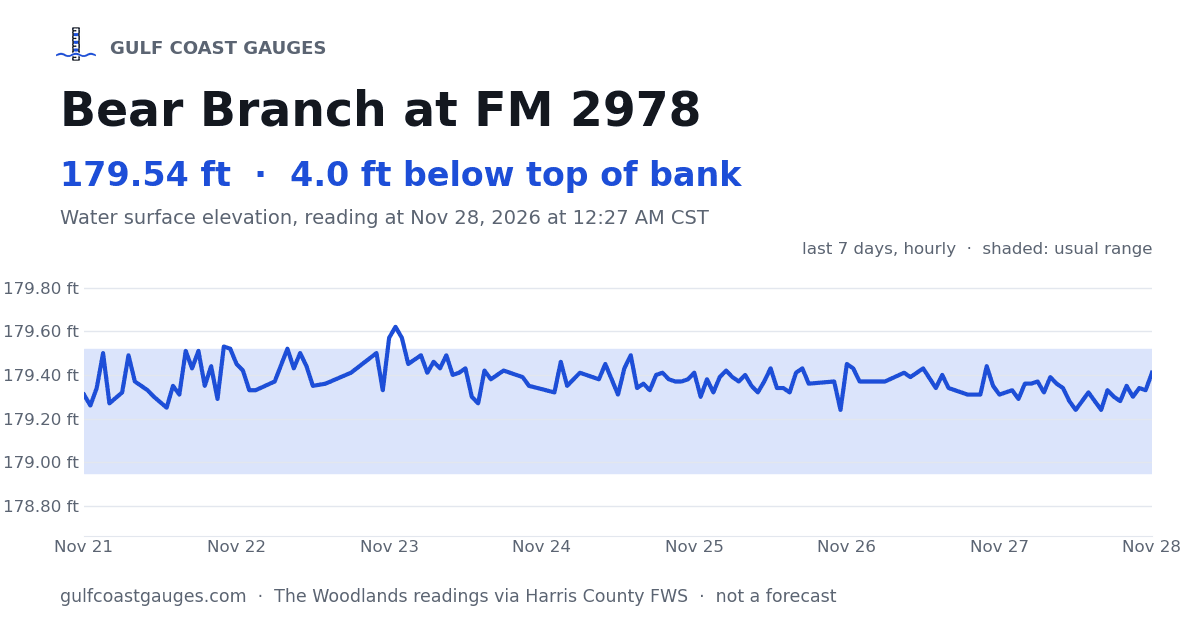 GULF COAST GAUGES
Bear Branch at FM 2978
179.54 ft · 4.0 ft below top of bank
Water surface elevation, reading at Nov 28, 2026 at 12:27 AM CST
last 7 days, hourly · shaded: usual range
179.80 ft
179.60 ft
179.40 ft
179.20 ft
179.00 ft
178.80 ft
Nov 21 Nov 22 Nov 23 Nov 24 Nov 25 Nov 26 Nov 27 Nov 28
gulfcoastgauges.com · The Woodlands readings via Harris County FWS · not a forecast